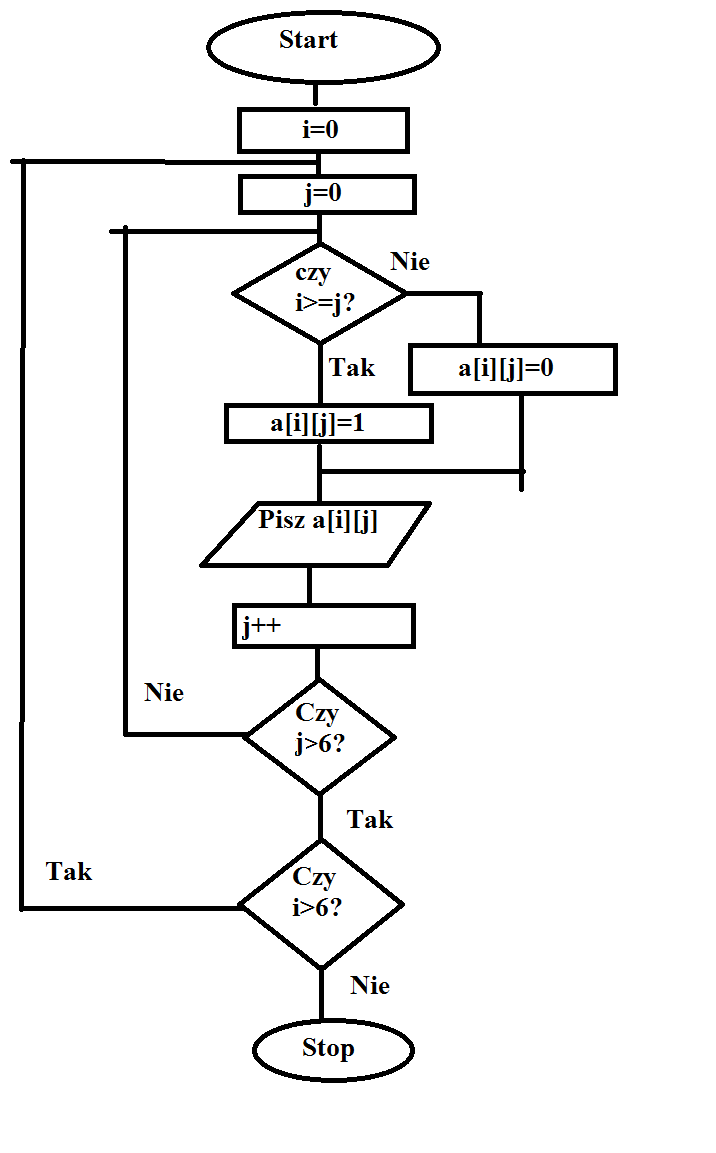 Start
i=0
j=0
czy
i>=j?
Nie
Tak
a[i][j]=0
a[i][j]=1
Pisz a[i][j]
j++
Nie
Czy
j>6?
Tak
Tak
Czy
i>6?
Nie
Stop